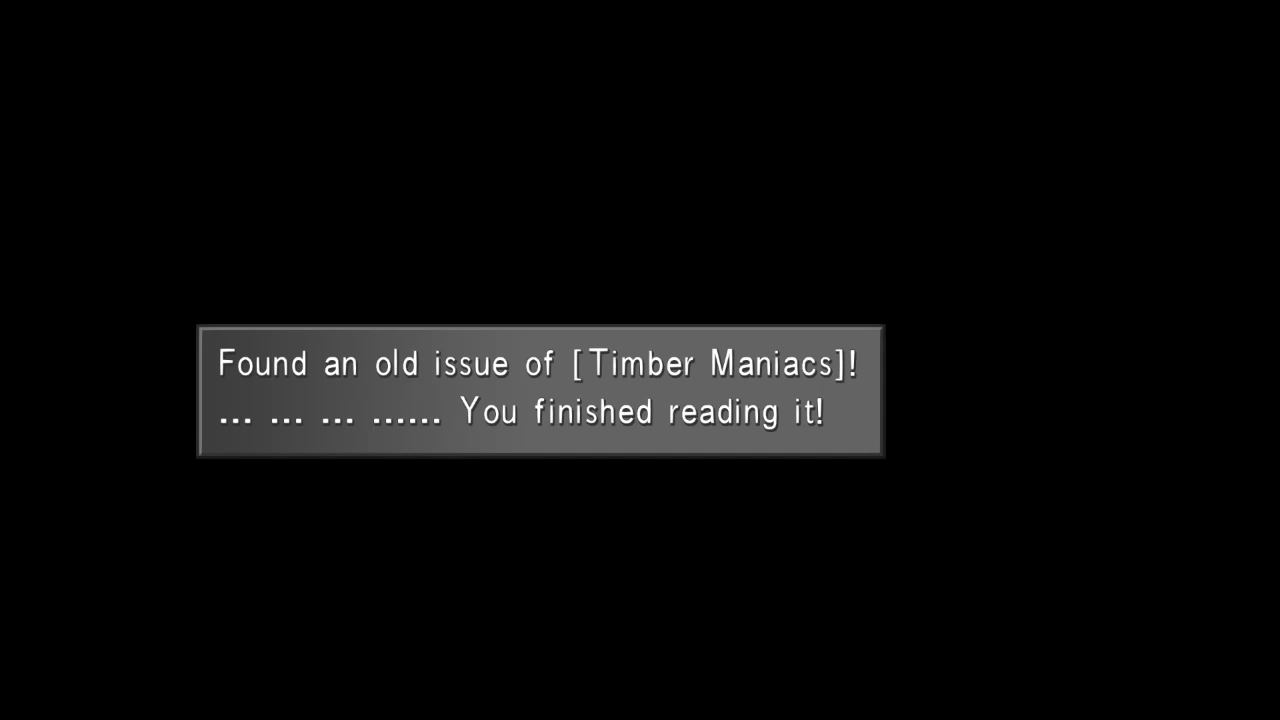 Found an old issue of [Timber Maniacs]!
... ... ... ...... You finished reading it!